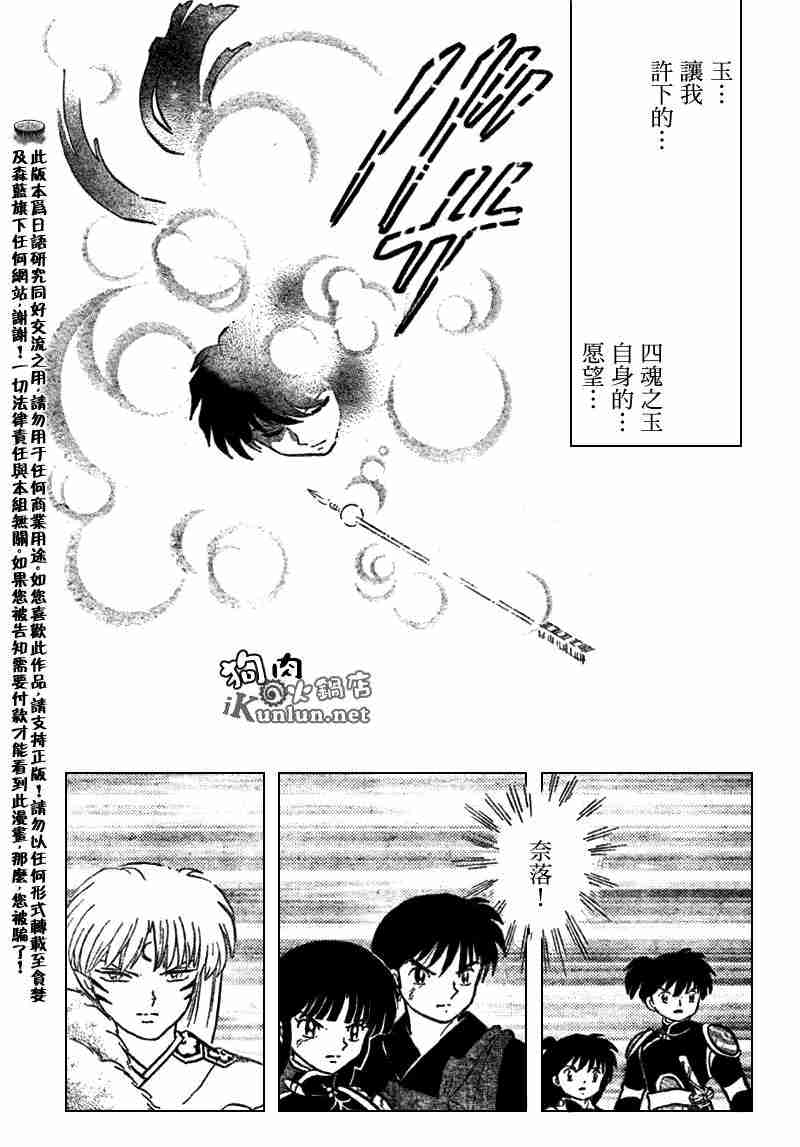 玉⋯
讓我
許下的⋯
四魂之玉
自身的⋯
愿望⋯
奈落！
狗肉
火鍋店
iKunlun.net
此版本爲日語研究同好交流之用，請勿用于任何商業用途。如您喜歡此作品，請支持正版！請勿以任何形式轉載至貪婪
及森藍旗下任何網站，謝謝！一切法律責任與本組無關。如果您被告知需要付款才能看到此漫畫，那麼，您被騙了！